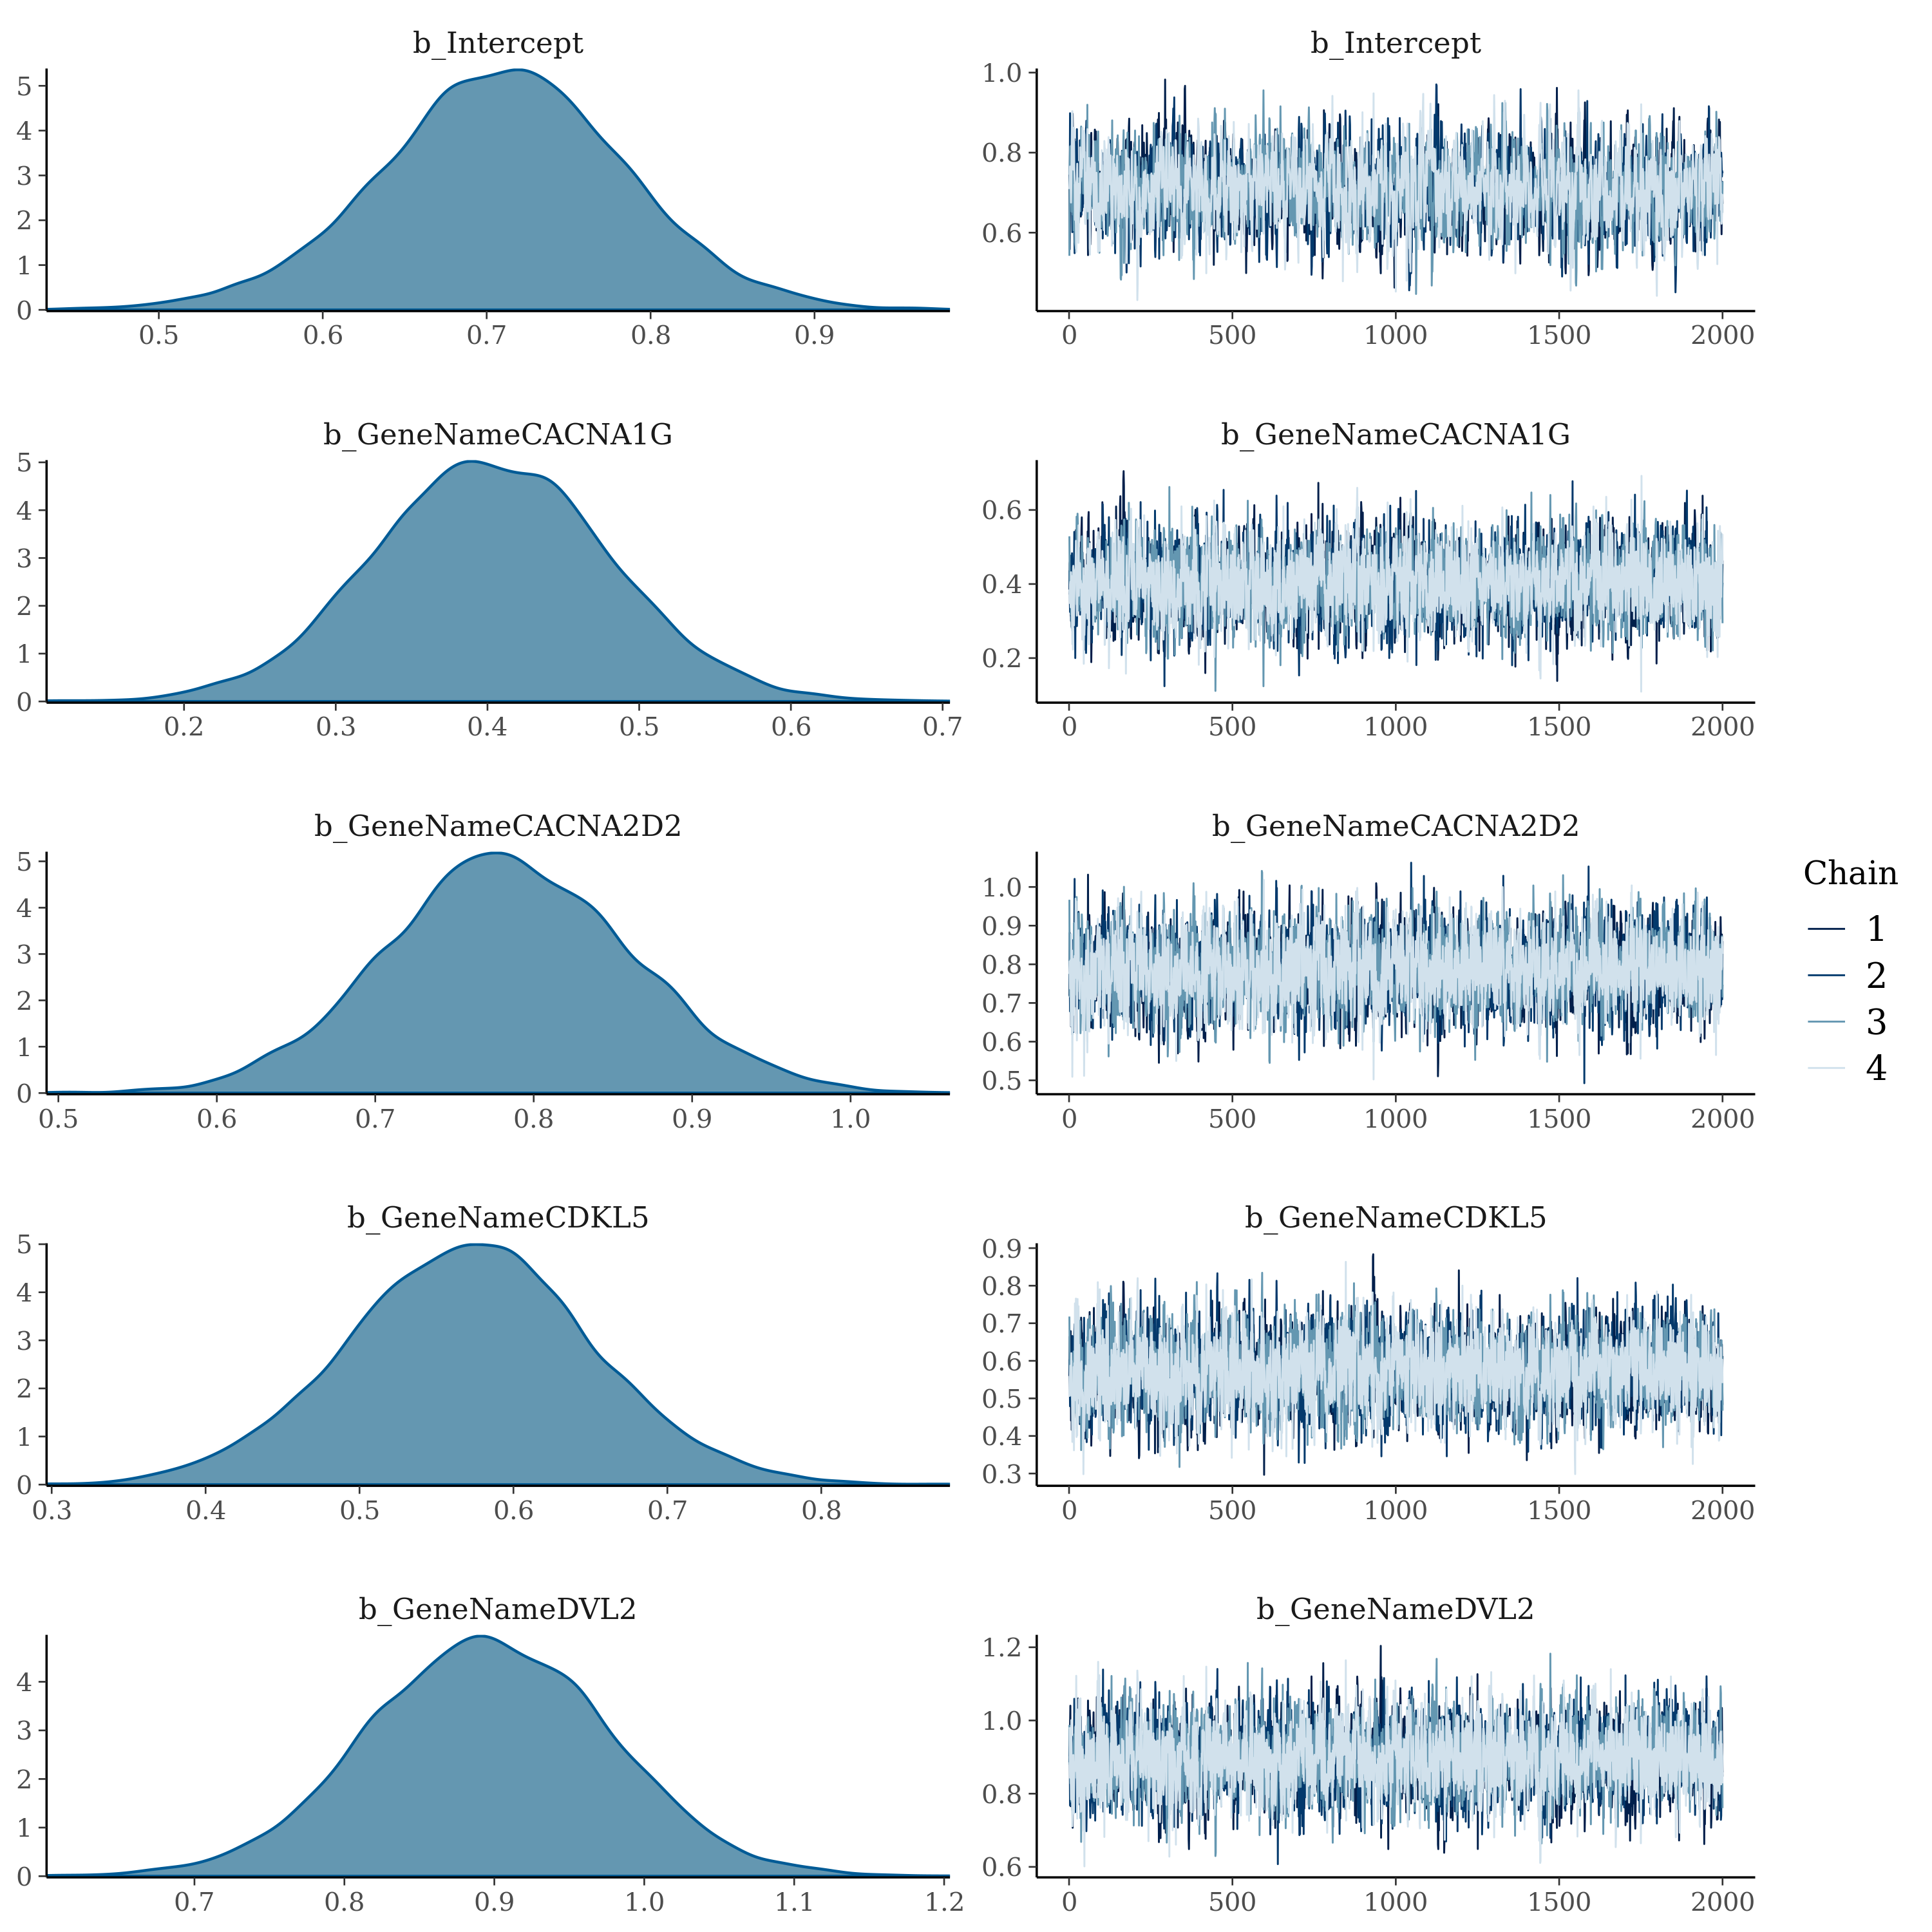 b_Intercept
5
4
3
2
1
0
0.5 0.6 0.7 0.8 0.9
b_Intercept
1.0
0.8
0.6
0 500 1000 1500 2000
b_GeneNameCACNA1G
5
4
3
2
1
0
0.2 0.3 0.4 0.5 0.6 0.7
b_GeneNameCACNA1G
0.6
0.4
0.2
0 500 1000 1500 2000
b_GeneNameCACNA2D2
5
4
3
2
1
0
0.5 0.6 0.7 0.8 0.9 1.0
b_GeneNameCACNA2D2
1.0
0.9
0.8
0.7
0.6
0.5
0 500 1000 1500 2000
Chain
1
2
3
4
b_GeneNameCDKL5
5
4
3
2
1
0
0.3 0.4 0.5 0.6 0.7 0.8
b_GeneNameCDKL5
0.9
0.8
0.7
0.6
0.5
0.4
0.3
0 500 1000 1500 2000
b_GeneNameDVL2
4
3
2
1
0
0.7 0.8 0.9 1.0 1.1 1.2
b_GeneNameDVL2
1.2
1.0
0.8
0.6
0 500 1000 1500 2000